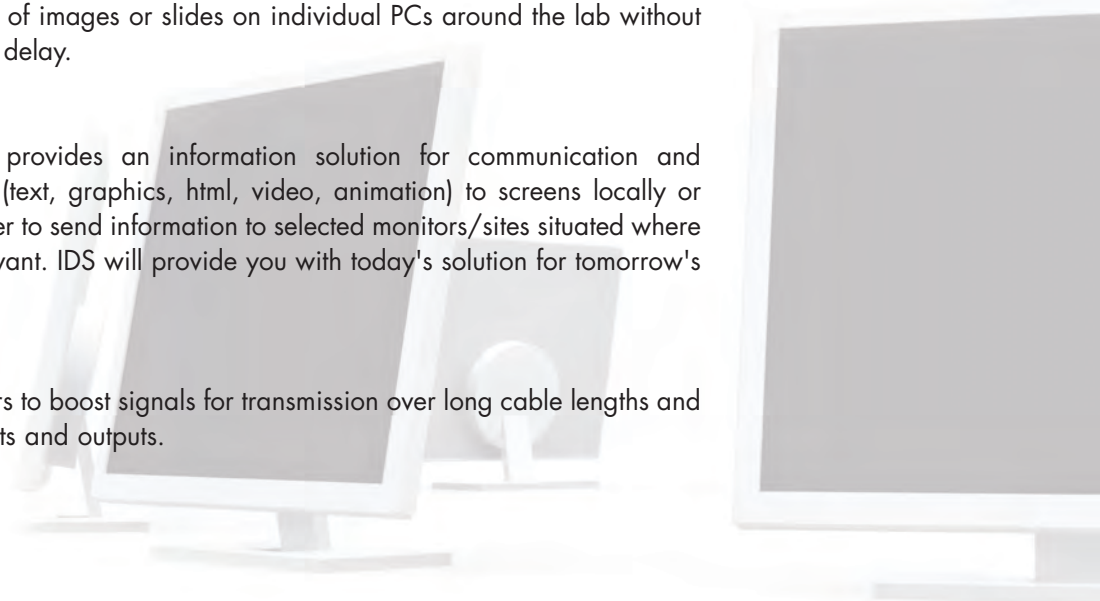 of images or slides on individual PCs around the lab without
delay.
provides an information solution for communication and
(text, graphics, html, video, animation) to screens locally or
er to send information to selected monitors/sites situated where
vant. IDS will provide you with today's solution for tomorrow's
rs to boost signals for transmission over long cable lengths and
ts and outputs.